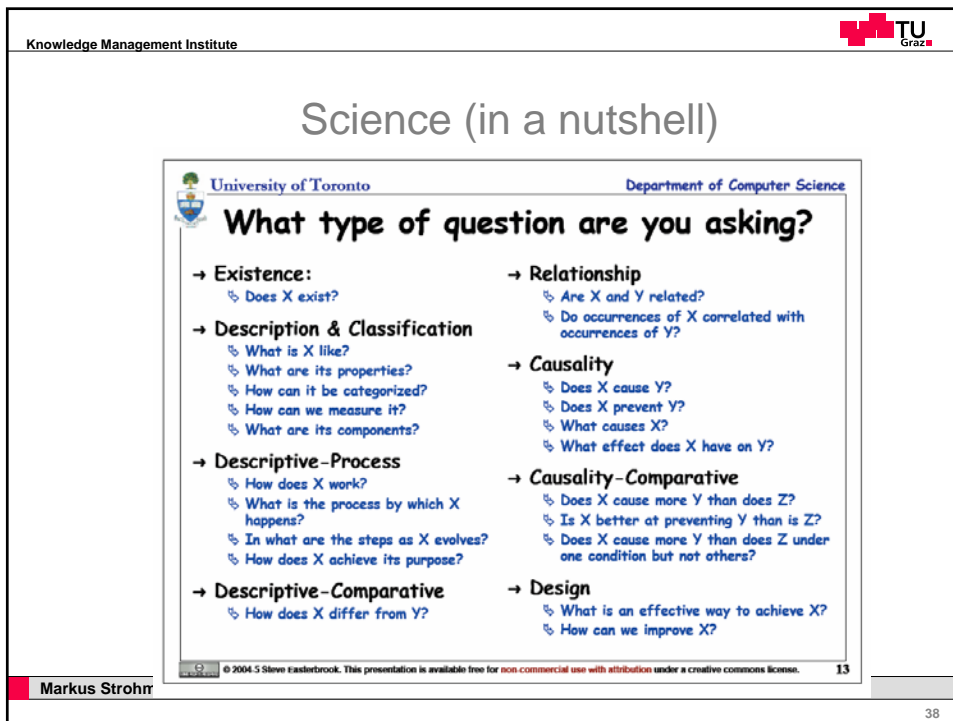 Knowledge Management Institute
TU
Graz
Science (in a nutshell)
University of Toronto
Department of Computer Science
What type of question are you asking?
→ Existence:
Does X exist?
→ Description & Classification
What is X like?
What are its properties?
How can it be categorized?
How can we measure it?
What are its components?
→ Descriptive-Process
How does X work?
What is the process by which X
happens?
In what are the steps as X evolves?
How does X achieve its purpose?
→ Descriptive-Comparative
How does X differ from Y?
→ Relationship
Are X and Y related?
Do occurrences of X correlated with
occurrences of Y?
→ Causality
Does X cause Y?
Does X prevent Y?
What causes X?
What effect does X have on Y?
→ Causality-Comparative
Does X cause more Y than does Z?
Is X better at preventing Y than is Z?
Does X cause more Y than does Z under
one condition but not others?
→ Design
What is an effective way to achieve X?
How can we improve X?
© 2004-5 Steve Easterbrook. This presentation is available free for non-commercial use with attribution under a creative commons license.
13
Markus Strohm
38